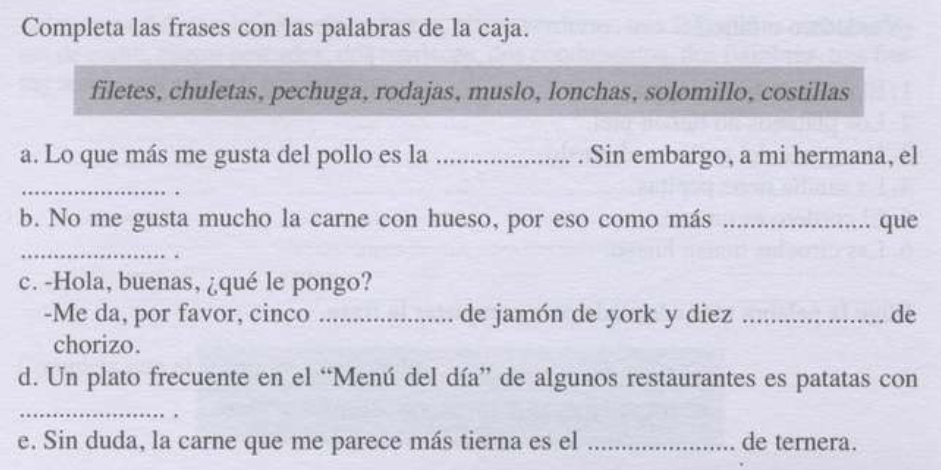 Completa las frases con las palabras de la caja.
filetes, chuletas, pechuga, rodajas, muslo, lonchas, solomillo, costillas
a. Lo que más me gusta del pollo es la .................... . Sin embargo, a mi hermana, el
...................... .
b. No me gusta mucho la carne con hueso, por eso como más ...................... que
...................... .
c. -Hola, buenas, ¿qué le pongo?
-Me da, por favor, cinco .................... de jamón de york y diez ..................... de
chorizo.
d. Un plato frecuente en el “Menú del día” de algunos restaurantes es patatas con
...................... .
e. Sin duda, la carne que me parece más tierna es el ...................... de ternera.